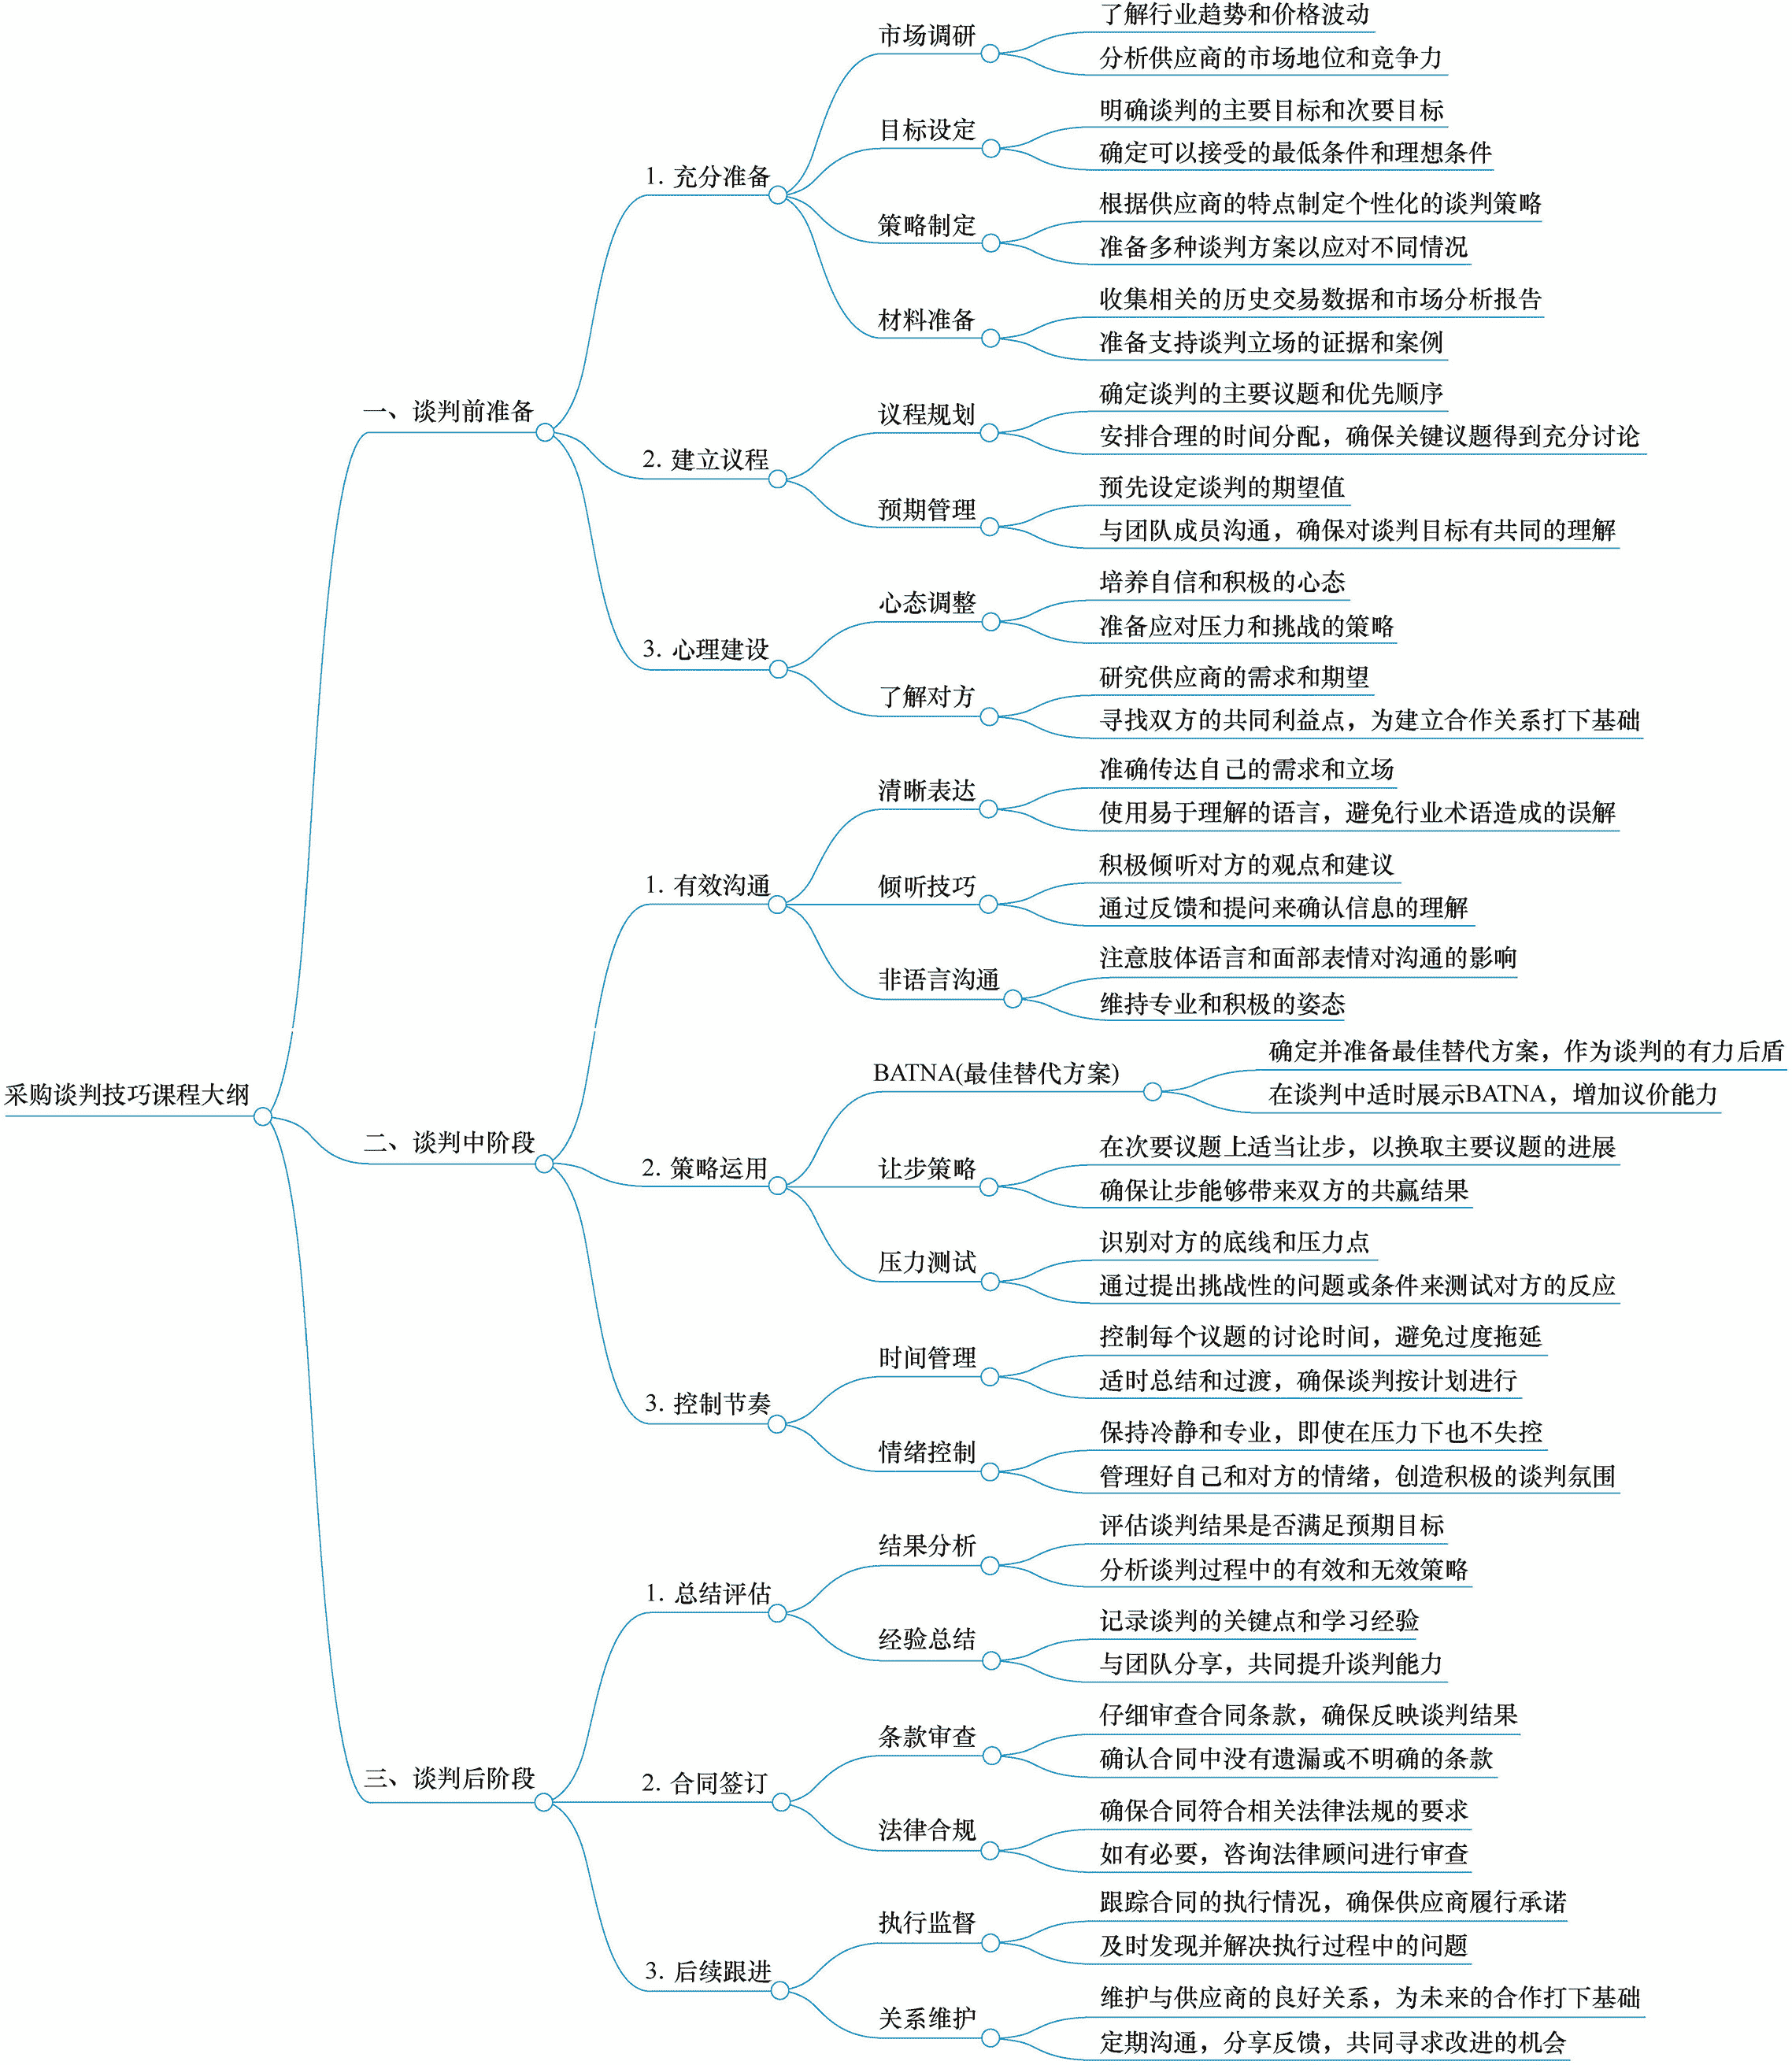 采购谈判技巧课程大纲
一、谈判前准备
1. 充分准备
市场调研
了解行业趋势和价格波动
分析供应商的市场地位和竞争力
目标设定
明确谈判的主要目标和次要目标
确定可以接受的最低条件和理想条件
策略制定
根据供应商的特点制定个性化的谈判策略
准备多种谈判方案以应对不同情况
材料准备
收集相关的历史交易数据和市场分析报告
准备支持谈判立场的证据和案例
2. 建立议程
议程规划
确定谈判的主要议题和优先顺序
安排合理的时间分配，确保关键议题得到充分讨论
预期管理
预先设定谈判的期望值
与团队成员沟通，确保对谈判目标有共同的理解
3. 心理建设
心态调整
培养自信和积极的心态
准备应对压力和挑战的策略
了解对方
研究供应商的需求和期望
寻找双方的共同利益点，为建立合作关系打下基础
二、谈判中阶段
1. 有效沟通
清晰表达
准确传达自己的需求和立场
使用易于理解的语言，避免行业术语造成的误解
倾听技巧
积极倾听对方的观点和建议
通过反馈和提问来确认信息的理解
非语言沟通
注意肢体语言和面部表情对沟通的影响
维持专业和积极的姿态
2. 策略运用
BATNA(最佳替代方案)
确定并准备最佳替代方案，作为谈判的有力后盾
在谈判中适时展示BATNA，增加议价能力
让步策略
在次要议题上适当让步，以换取主要议题的进展
确保让步能够带来双方的共赢结果
压力测试
识别对方的底线和压力点
通过提出挑战性的问题或条件来测试对方的反应
3. 控制节奏
时间管理
控制每个议题的讨论时间，避免过度拖延
适时总结和过渡，确保谈判按计划进行
情绪控制
保持冷静和专业，即使在压力下也不失控
管理好自己和对方的情绪，创造积极的谈判氛围
三、谈判后阶段
1. 总结评估
结果分析
评估谈判结果是否满足预期目标
分析谈判过程中的有效和无效策略
经验总结
记录谈判的关键点和学习经验
与团队分享，共同提升谈判能力
2. 合同签订
条款审查
仔细审查合同条款，确保反映谈判结果
确认合同中没有遗漏或不明确的条款
法律合规
确保合同符合相关法律法规的要求
如有必要，咨询法律顾问进行审查
3. 后续跟进
执行监督
跟踪合同的执行情况，确保供应商履行承诺
及时发现并解决执行过程中的问题
关系维护
维护与供应商的良好关系，为未来的合作打下基础
定期沟通，分享反馈，共同寻求改进的机会